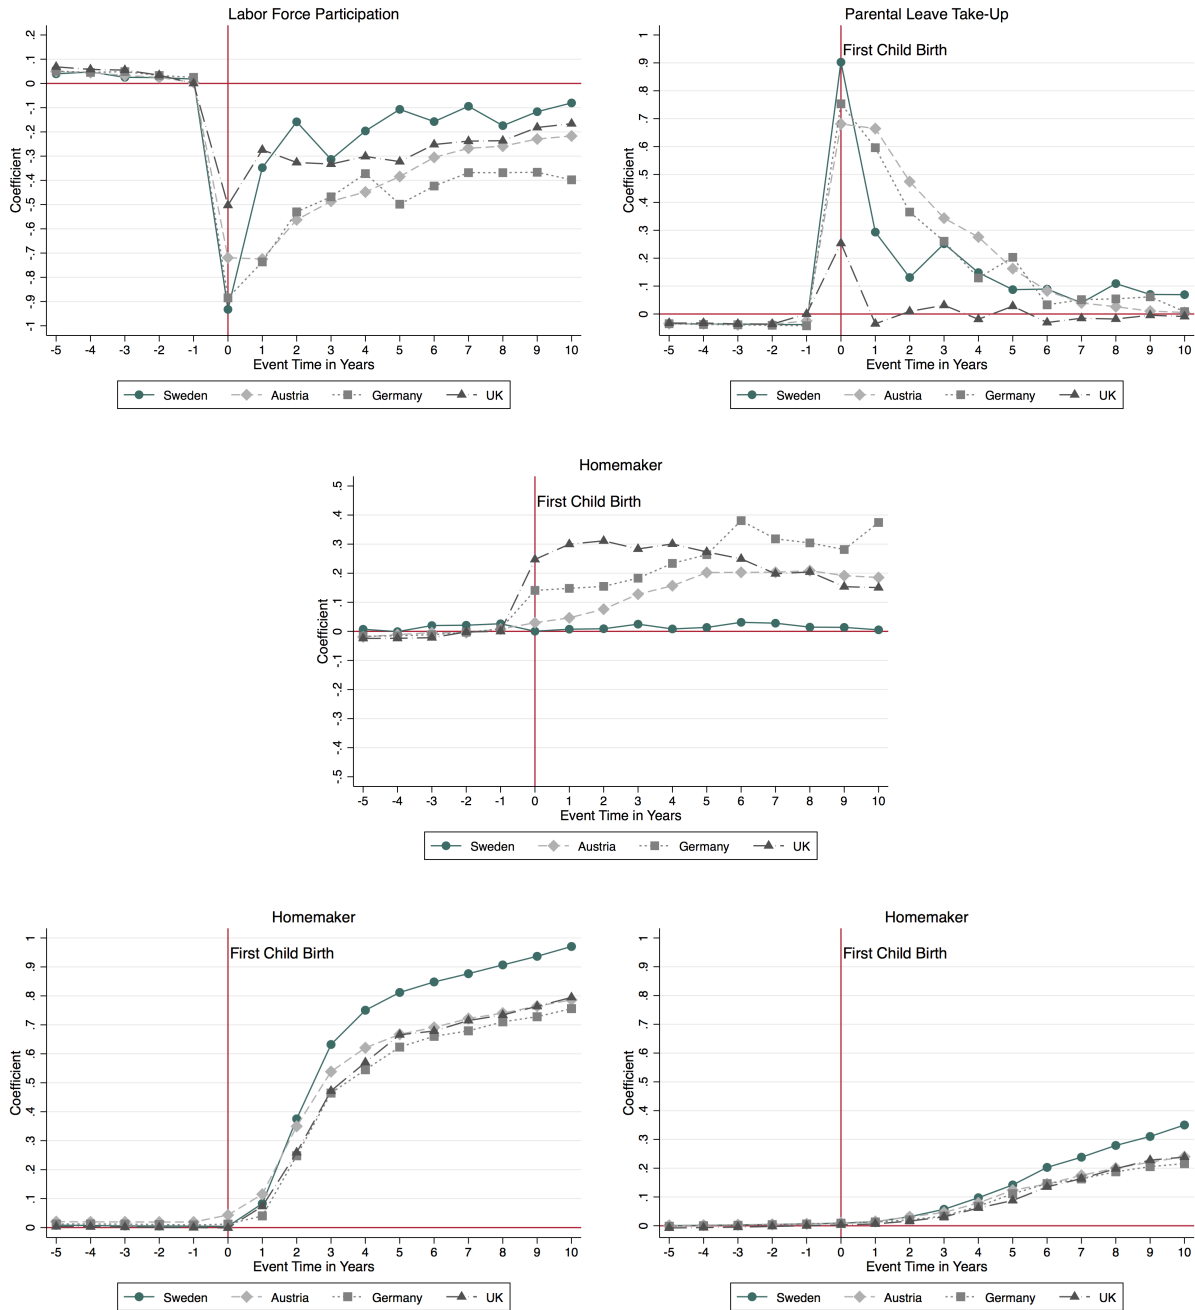 Labor Force Participation
.2
.1
0
-.1
-.2
-.3
-.4
-.5
-.6
-.7
-.8
-.9
-1
Coefficient
-5 -4 -3 -2 -1 0 1 2 3 4 5 6 7 8 9 10
Event Time in Years
Sweden Austria Germany UK
Parental Leave Take-Up
First Child Birth
1
.9
.8
.7
.6
.5
.4
.3
.2
.1
0
Coefficient
-5 -4 -3 -2 -1 0 1 2 3 4 5 6 7 8 9 10
Event Time in Years
Sweden Austria Germany UK
Homemaker
First Child Birth
.5
.4
.3
.2
.1
0
-.1
-.2
-.3
-.4
-.5
Coefficient
-5 -4 -3 -2 -1 0 1 2 3 4 5 6 7 8 9 10
Event Time in Years
Sweden Austria Germany UK
Homemaker
First Child Birth
1
.9
.8
.7
.6
.5
.4
.3
.2
.1
0
Coefficient
-5 -4 -3 -2 -1 0 1 2 3 4 5 6 7 8 9 10
Event Time in Years
Sweden Austria Germany UK
Homemaker
First Child Birth
1
.9
.8
.7
.6
.5
.4
.3
.2
.1
0
Coefficient
-5 -4 -3 -2 -1 0 1 2 3 4 5 6 7 8 9 10
Event Time in Years
Sweden Austria Germany UK